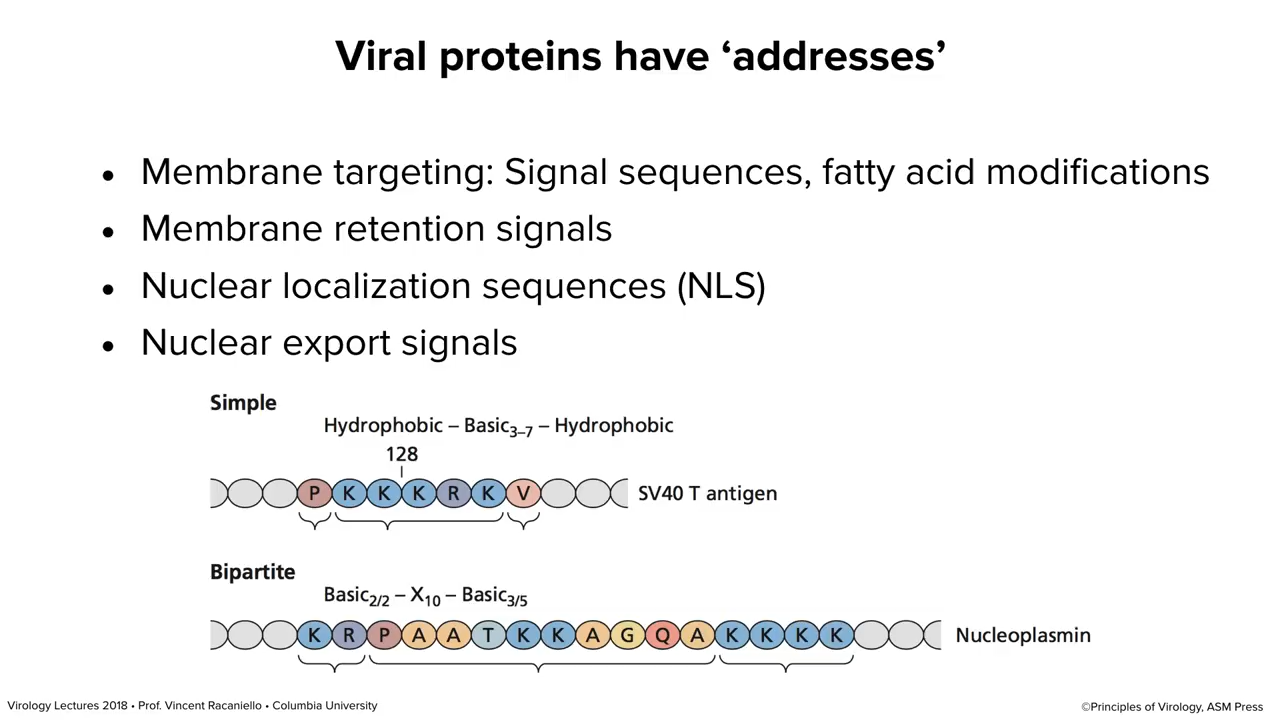 Viral proteins have ‘addresses’
• Membrane targeting: Signal sequences, fatty acid modifications
• Membrane retention signals
• Nuclear localization sequences (NLS)
• Nuclear export signals
Simple
Hydrophobic – Basic3–7 – Hydrophobic
128
P K K K R K V SV40 T antigen
Bipartite
Basic2/2 – X10 – Basic3/5
K R P A A T K K A G Q A K K K K Nucleoplasmin
Virology Lectures 2018 • Prof. Vincent Racaniello • Columbia University
©Principles of Virology, ASM Press